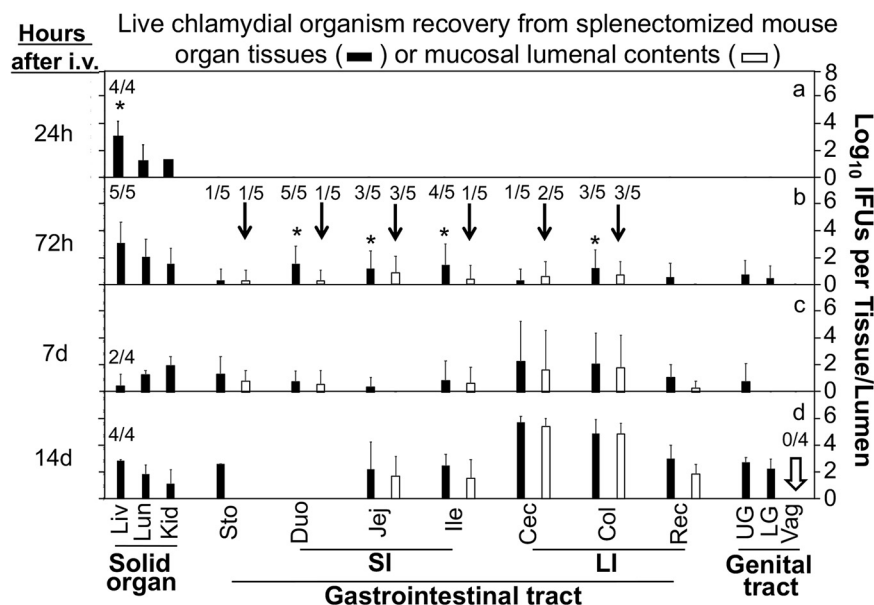 Hours
after i.v.
Live chlamydial organism recovery from splenectomized mouse
organ tissues ( ) or mucosal lumenal contents ( )
24h
4/4
*
a
8
6
4
2
0
72h
5/5
1/5 1/5 5/5 1/5 3/5 3/5 4/5 1/5 1/5 2/5 3/5 3/5
* * * *
b
6
4
2
0
7d
2/4
c
6
4
2
0
14d
4/4
d
0/4
6
4
2
0
Log10 IFUs per Tissue/Lumen
Liv Lun Kid Sto Duo Jej Ile Cec Col Rec UG LG Vag
Solid
organ
SI
LI
Gastrointestinal tract
Genital
tract